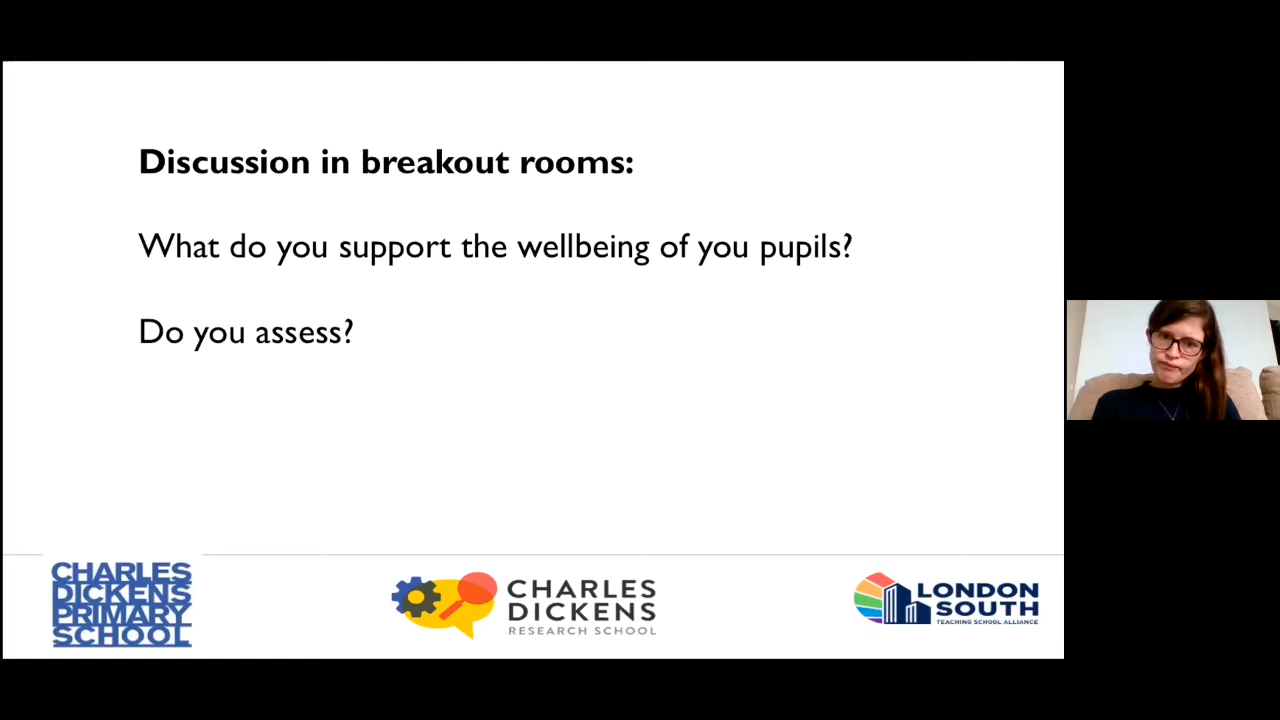 Discussion in breakout rooms:
What do you support the wellbeing of you pupils?
Do you assess?
CHARLES
DICKENS
PRIMARY
SCHOOL
CHARLES
DICKENS
RESEARCH SCHOOL
LONDON
SOUTH
TEACHING SCHOOL ALLIANCE